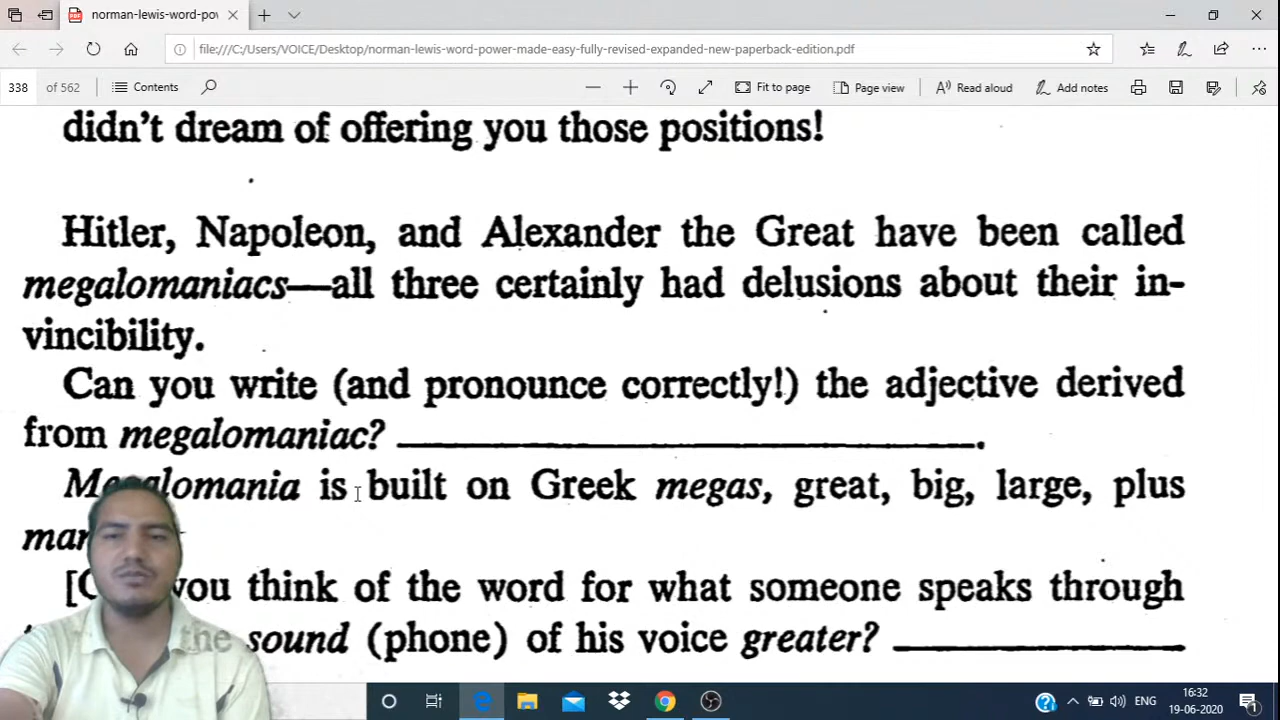 norman-lewis-word-pow
file:///C:/Users/VOICE/Desktop/norman-lewis-word-power-made-easy-fully-revised-expanded-new-paperback-edition.pdf
338 of 562 Contents Fit to page Page view Read aloud Add notes
didn't dream of offering you those positions!
Hitler, Napoleon, and Alexander the Great have been called
megalomaniacs—all three certainly had delusions about their in-
vincibility.
Can you write (and pronounce correctly!) the adjective derived
from megalomaniac? .
Megalomania is built on Greek megas, great, big, large, plus
you think of the word for what someone speaks through
the sound (phone) of his voice greater?
ENG 16:32
19-06-2020